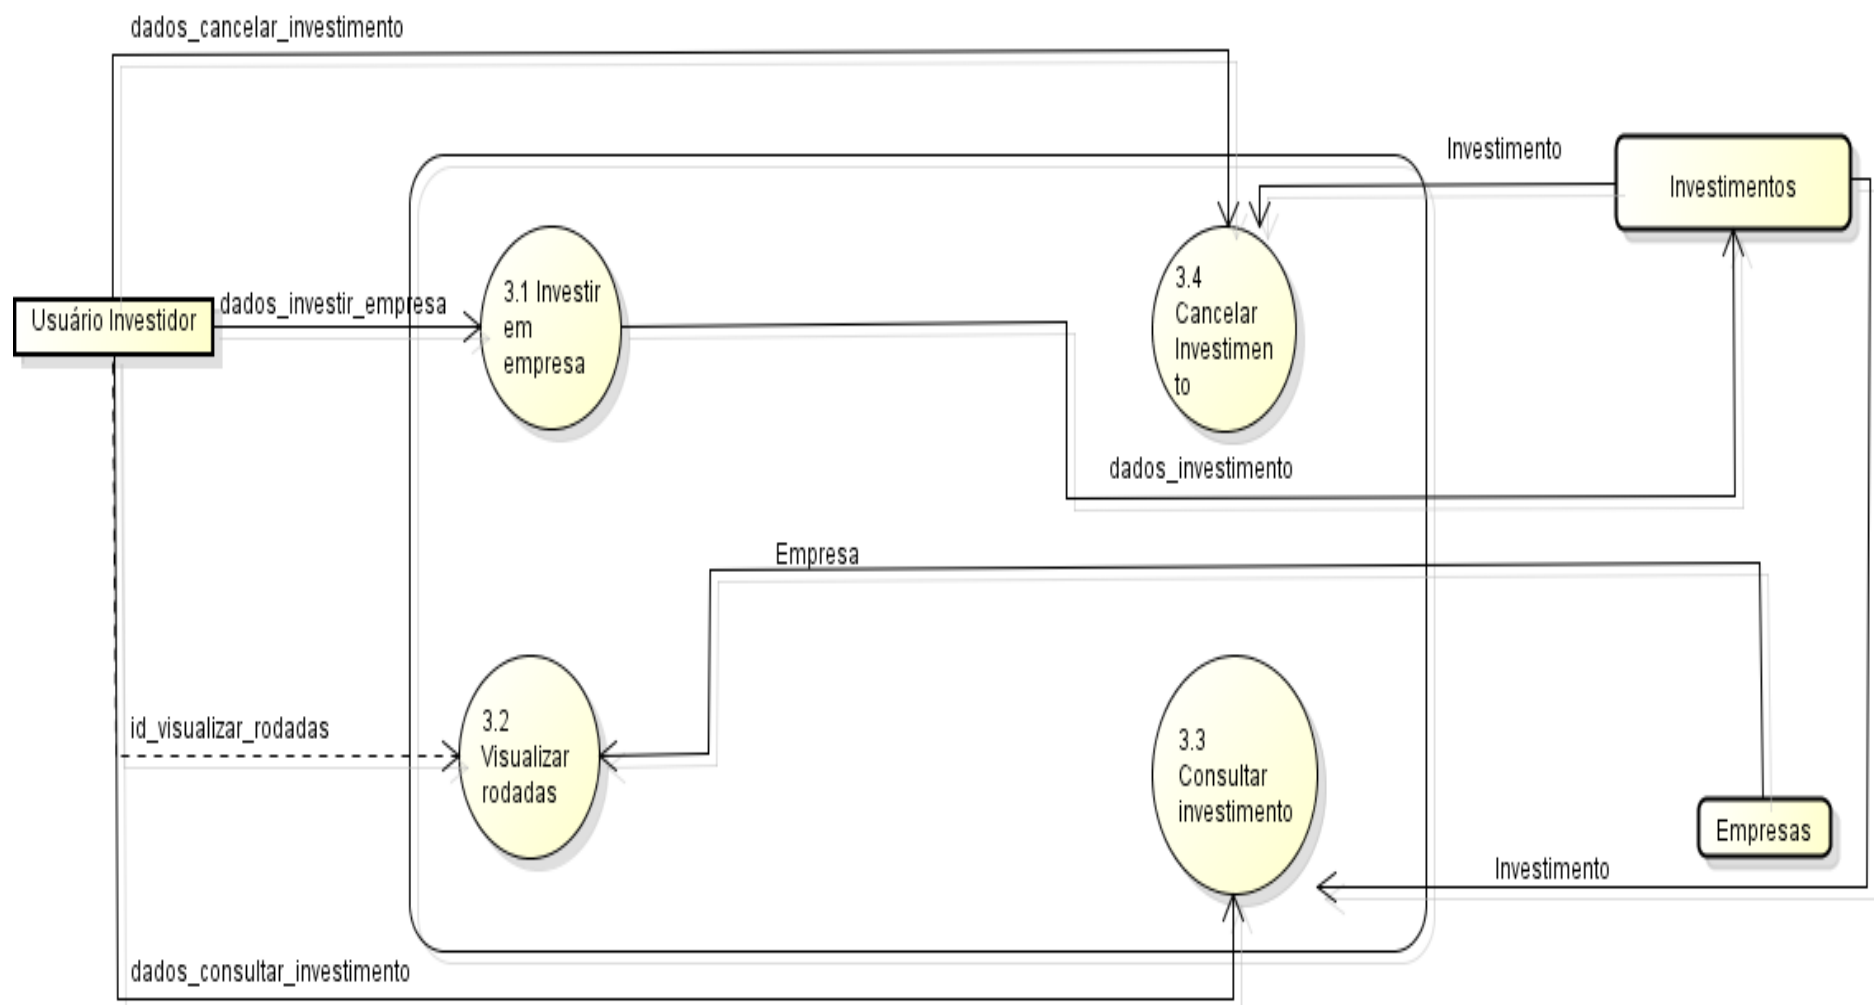 dados_cancelar_investimento
Investimento
Investimentos
3.1 Investir
em
empresa
3.4
Cancelar
Investimen
to
dados_investir_empresa
Usuário Investidor
dados_investimento
Empresa
id_visualizar_rodadas
3.2
Visualizar
rodadas
3.3
Consultar
investimento
Empresas
Investimento
dados_consultar_investimento